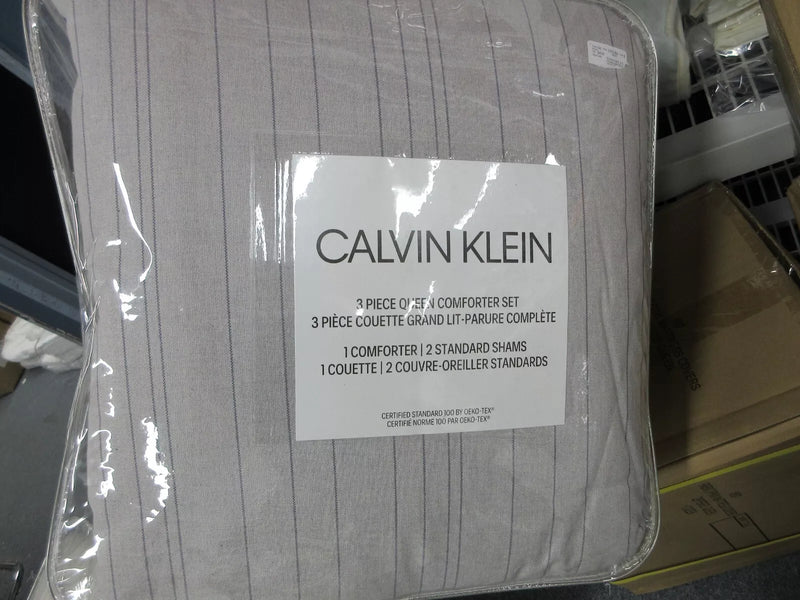 CALVIN KLEIN
3 PIECE QUEEN COMFORTER SET
3 PIÈCE COUETTE GRAND LIT-PARURE COMPLÈTE
1 COMFORTER | 2 STANDARD SHAMS
1 COUETTE | 2 COUVRE-OREILLER STANDARDS
CERTIFIED STANDARD 100 BY OEKO-TEX®
CERTIFIÉ NORME 100 PAR OEKO-TEX®